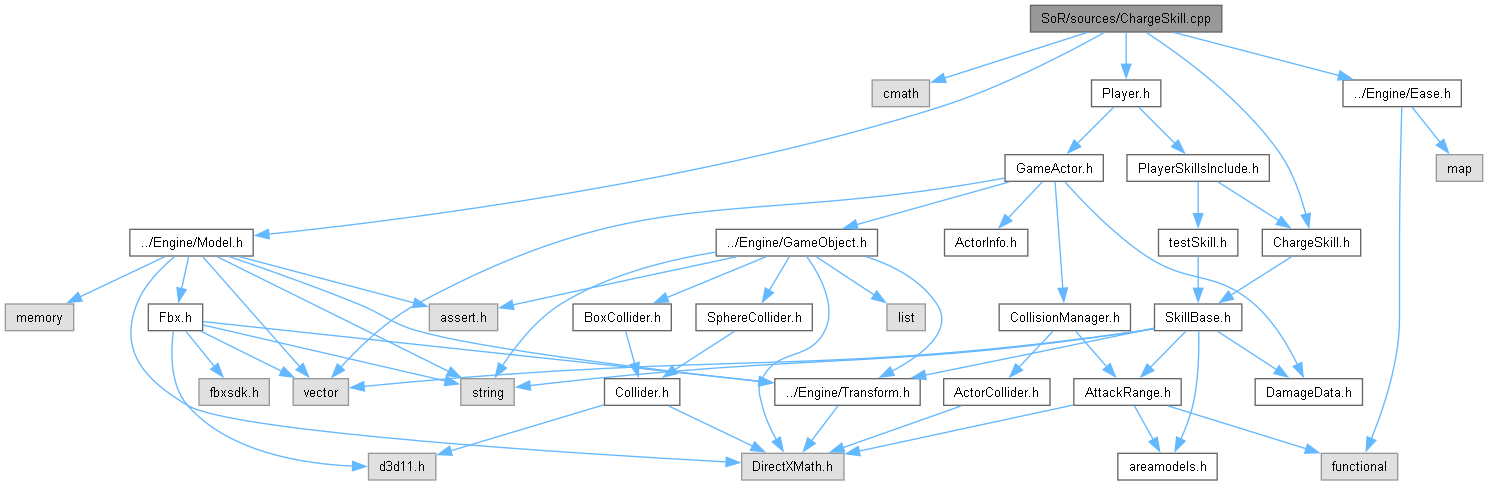 SoR/sources/ChargeSkill.cpp
cmath
Player.h
../Engine/Ease.h
GameActor.h
PlayerSkillsInclude.h
map
../Engine/Model.h
../Engine/GameObject.h
ActorInfo.h
testSkill.h
ChargeSkill.h
memory
Fbx.h
assert.h
BoxCollider.h
SphereCollider.h
list
CollisionManager.h
SkillBase.h
fbxsdk.h
vector
string
Collider.h
../Engine/Transform.h
ActorCollider.h
AttackRange.h
DamageData.h
d3d11.h
DirectXMath.h
areamodels.h
functional